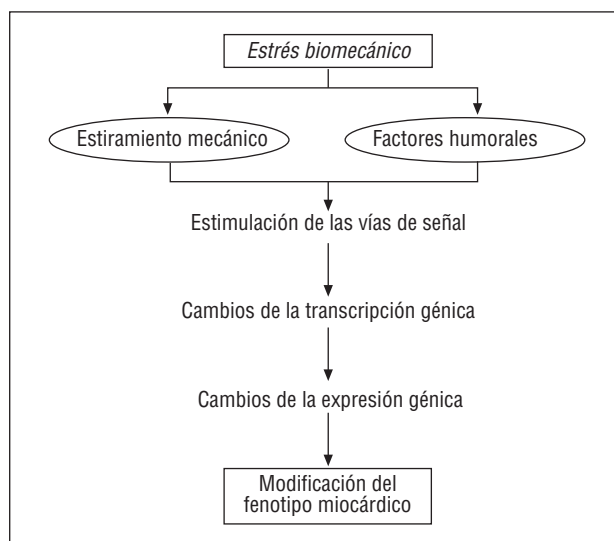 Estrés biomecánico
Estiramiento mecánico
Factores humorales
Estimulación de las vías de señal
Cambios de la transcripción génica
Cambios de la expresión génica
Modificación del
fenotipo miocárdico